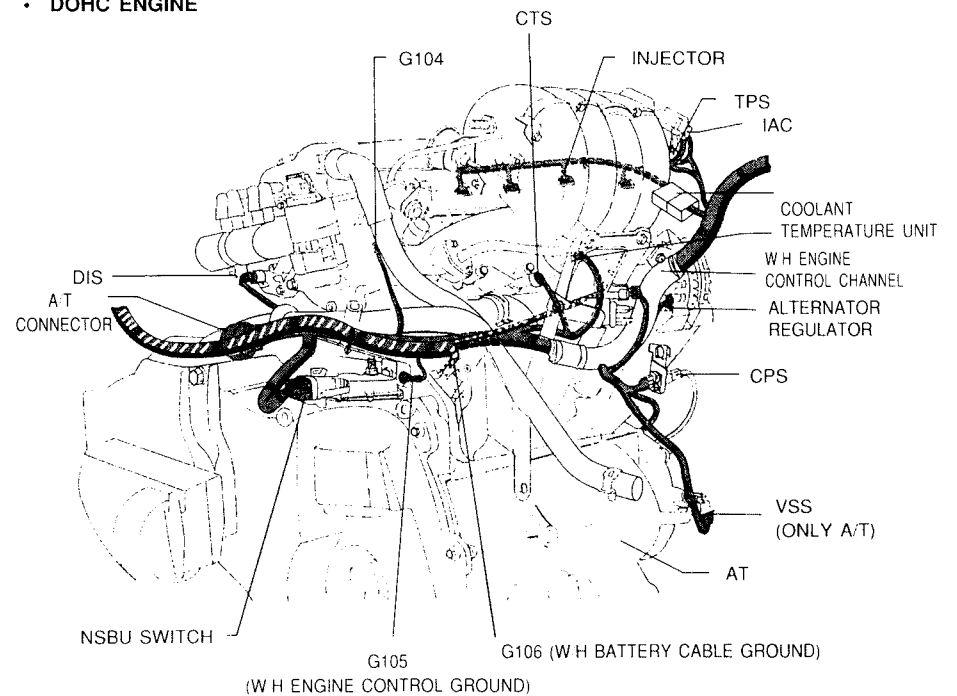 • DOHC ENGINE
CTS
G104
INJECTOR
TPS
IAC
COOLANT
TEMPERATURE UNIT
W H ENGINE
CONTROL CHANNEL
DIS
A/T
CONNECTOR
ALTERNATOR
REGULATOR
CPS
VSS
(ONLY A/T)
AT
NSBU SWITCH
G105
(W H ENGINE CONTROL GROUND)
G106 (W H BATTERY CABLE GROUND)